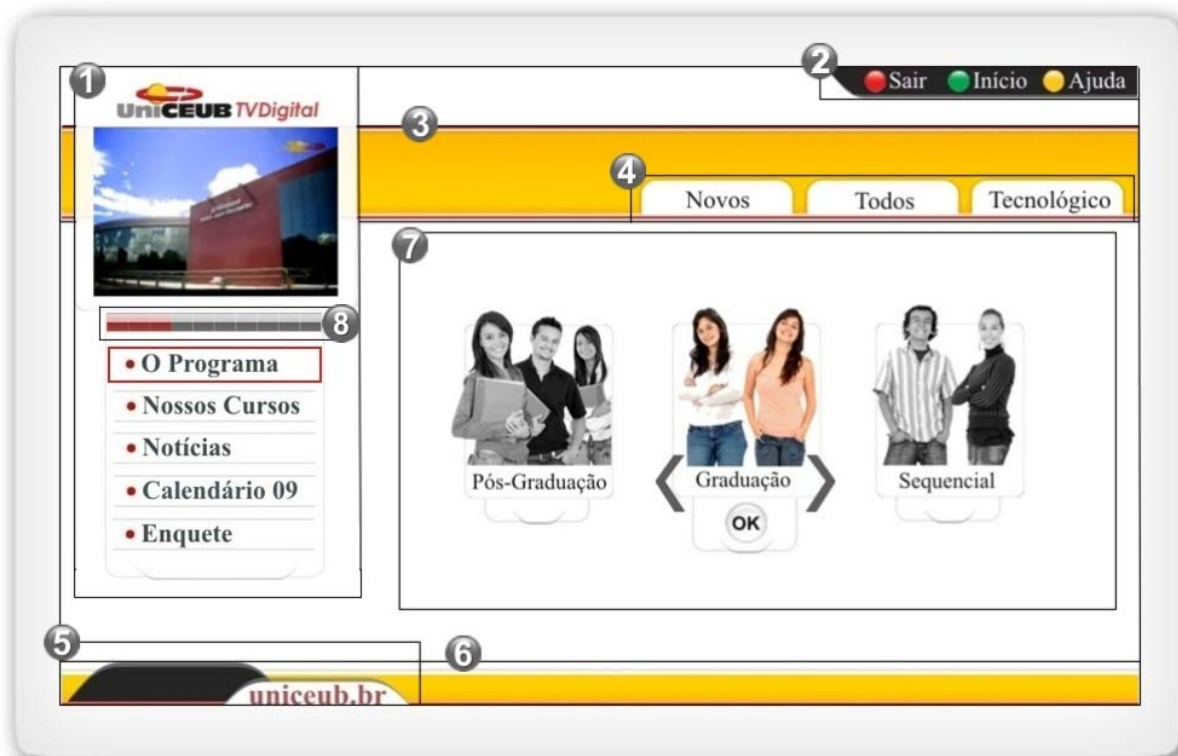 1
UniCEUB TVDigital
2
Sair Início Ajuda
3
4
Novos Todos Tecnológico
7
8
O Programa
Nossos Cursos
Notícias
Calendário 09
Enquete
Pós-Graduação
Graduação
OK
Sequencial
5
uniceub.br
6